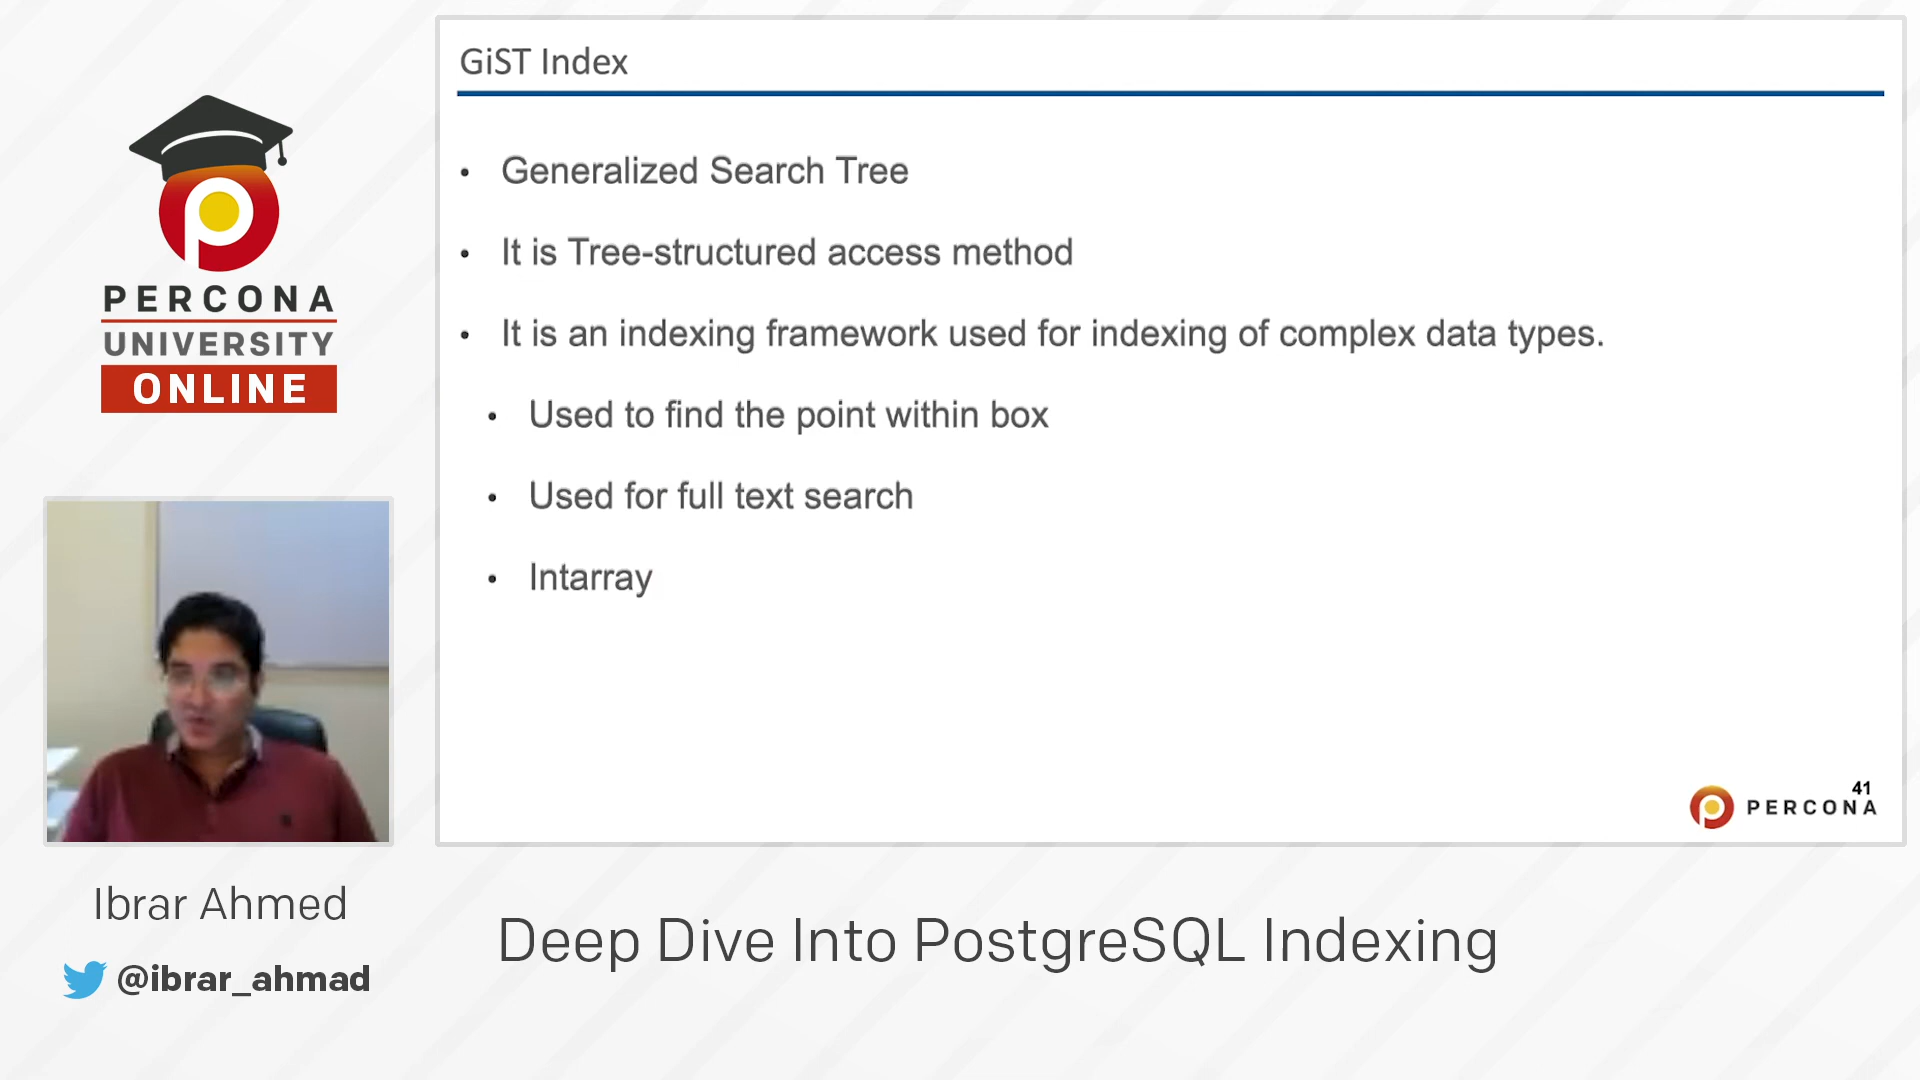 PERCONA
UNIVERSITY
ONLINE
GiST Index
• Generalized Search Tree
• It is Tree-structured access method
• It is an indexing framework used for indexing of complex data types.
• Used to find the point within box
• Used for full text search
• Intarray
41
PERCONA
Ibrar Ahmed
@ibrar_ahmad
Deep Dive Into PostgreSQL Indexing